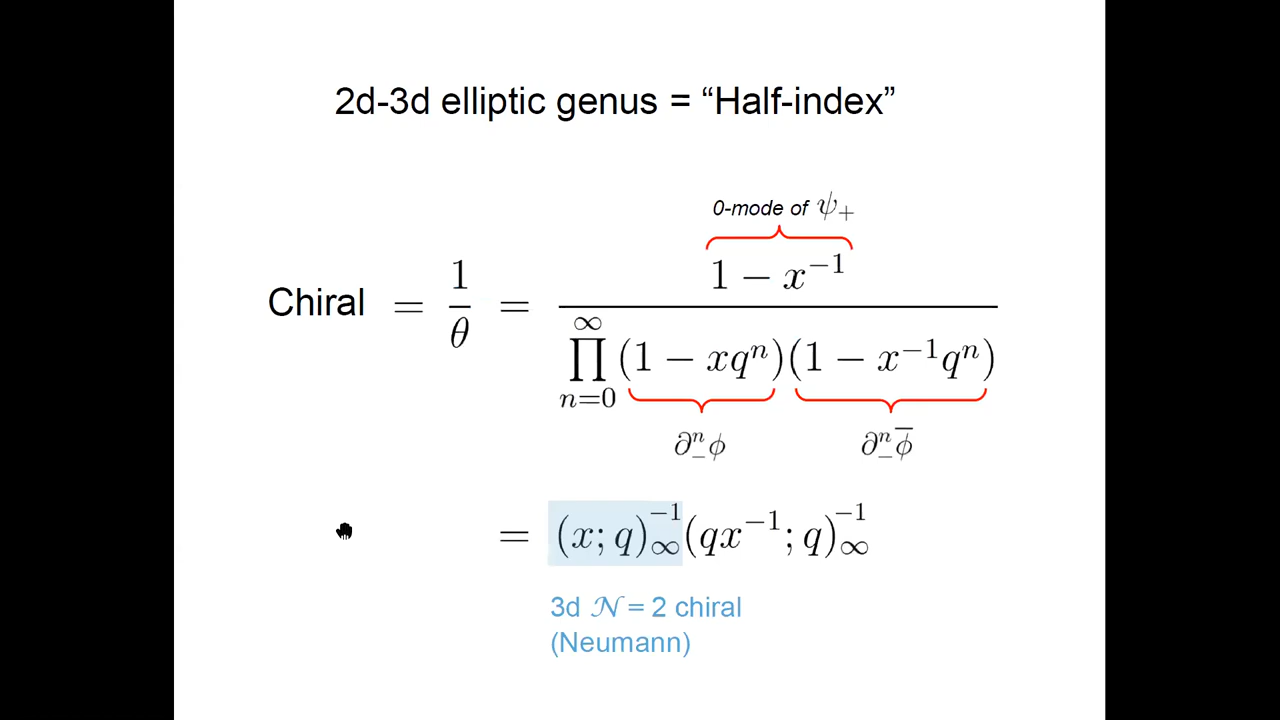 2d-3d elliptic genus = “Half-index”
0-mode of ψ₊
Chiral = 1/θ = (1 − x⁻¹) / ∏_{n=0}^{∞} (1 − xqⁿ)(1 − x⁻¹qⁿ)
∂₋ⁿϕ ∂₋ⁿϕ̅
= (x; q)_∞⁻¹ (qx⁻¹; q)_∞⁻¹
3d 𝒩 = 2 chiral
(Neumann)